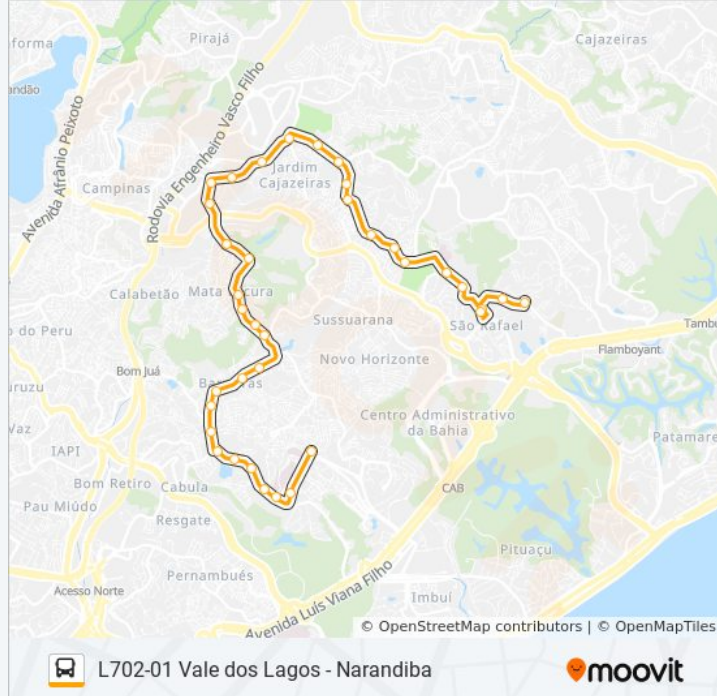 Pirajá
Cajazeiras
Avenida Afrânio Peixoto
Rodovia Engenheiro Vasco Filho
Jardim
Cajazeiras
Campinas
Calabetão
Sussuarana
São Rafael
Tambu
Flamboyant
do Peru
Novo Horizonte
Bom Juá
uruzu
Centro Administrativo
da Bahia
Vaz
Patamare
IAPI
Bom Retiro
Cabula
CAB
Pau Miúdo
Resgate
Pituaçu
Pernambués
Acesso Norte
Imbuí
Avenida Luís Viana Filho
© OpenStreetMap contributors | © OpenMapTiles
L702-01 Vale dos Lagos - Narandiba
moovit